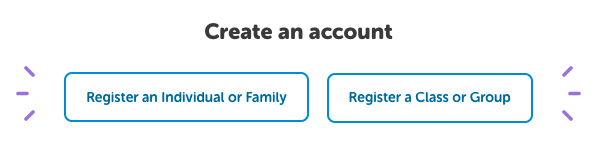 Create an account
Register an Individual or Family
Register a Class or Group